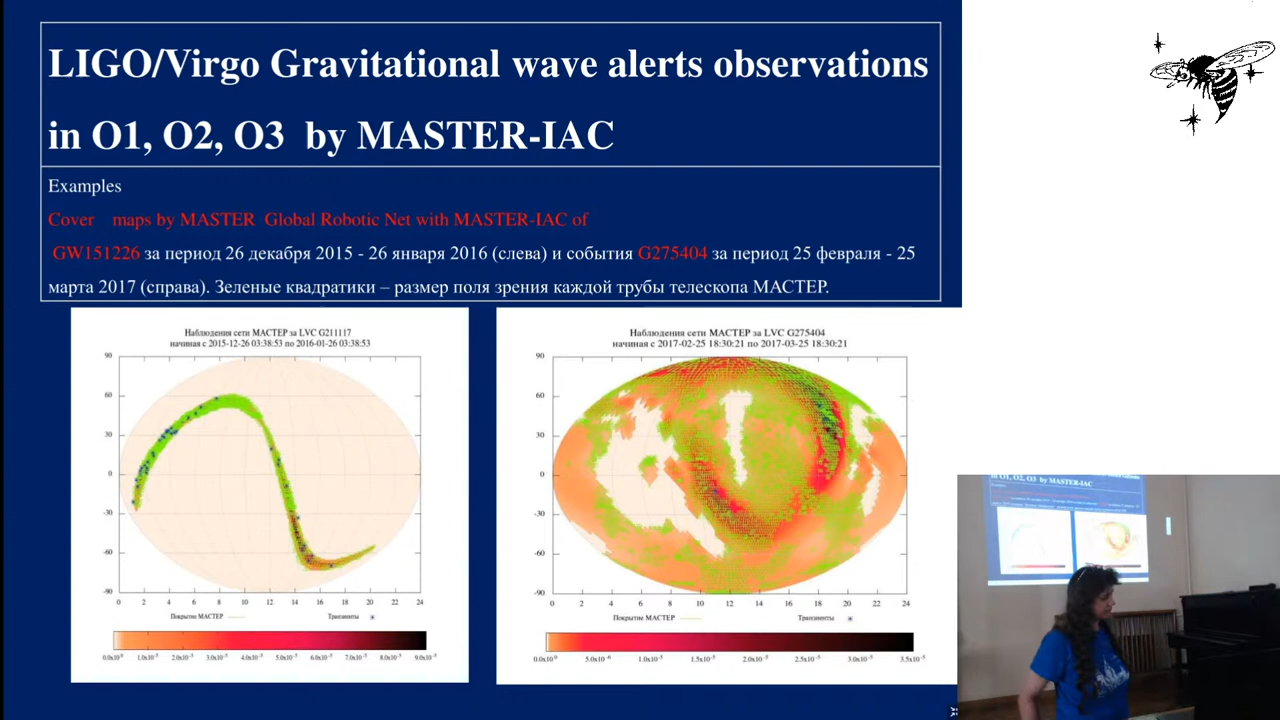 LIGO/Virgo Gravitational wave alerts observations
in O1, O2, O3 by MASTER-IAC
Examples
Cover maps by MASTER Global Robotic Net with MASTER-IAC of
GW151226 за период 26 декабря 2015 - 26 января 2016 (слева) и события G275404 за период 25 февраля - 25
марта 2017 (справа). Зеленые квадратики – размер поля зрения каждой трубы телескопа МАСТЕР.
Наблюдения сети МАСТЕР за LVC G211117
начиная с 2015-12-26 03:38:53 по 2016-01-26 03:38:53
90
60
30
0
-30
-60
-90
0 2 4 6 8 10 12 14 16 18 20 22 24
Покрытие МАСТЕР
Транзиенты
0.0x10⁰ 1.0x10⁻⁵ 2.0x10⁻⁵ 3.0x10⁻⁵ 4.0x10⁻⁵ 5.0x10⁻⁵ 6.0x10⁻⁵ 7.0x10⁻⁵ 8.0x10⁻⁵ 9.0x10⁻⁵
Наблюдения сети МАСТЕР за LVC G275404
начиная с 2017-02-25 18:30:21 по 2017-03-25 18:30:21
90
60
30
0
-30
-60
-90
0 2 4 6 8 10 12 14 16 18 20 22 24
Покрытие МАСТЕР
Транзиенты
0.0x10⁰ 5.0x10⁻⁶ 1.0x10⁻⁵ 1.5x10⁻⁵ 2.0x10⁻⁵ 2.5x10⁻⁵ 3.0x10⁻⁵ 3.5x10⁻⁵
in O1, O2, O3 by MASTER-IAC